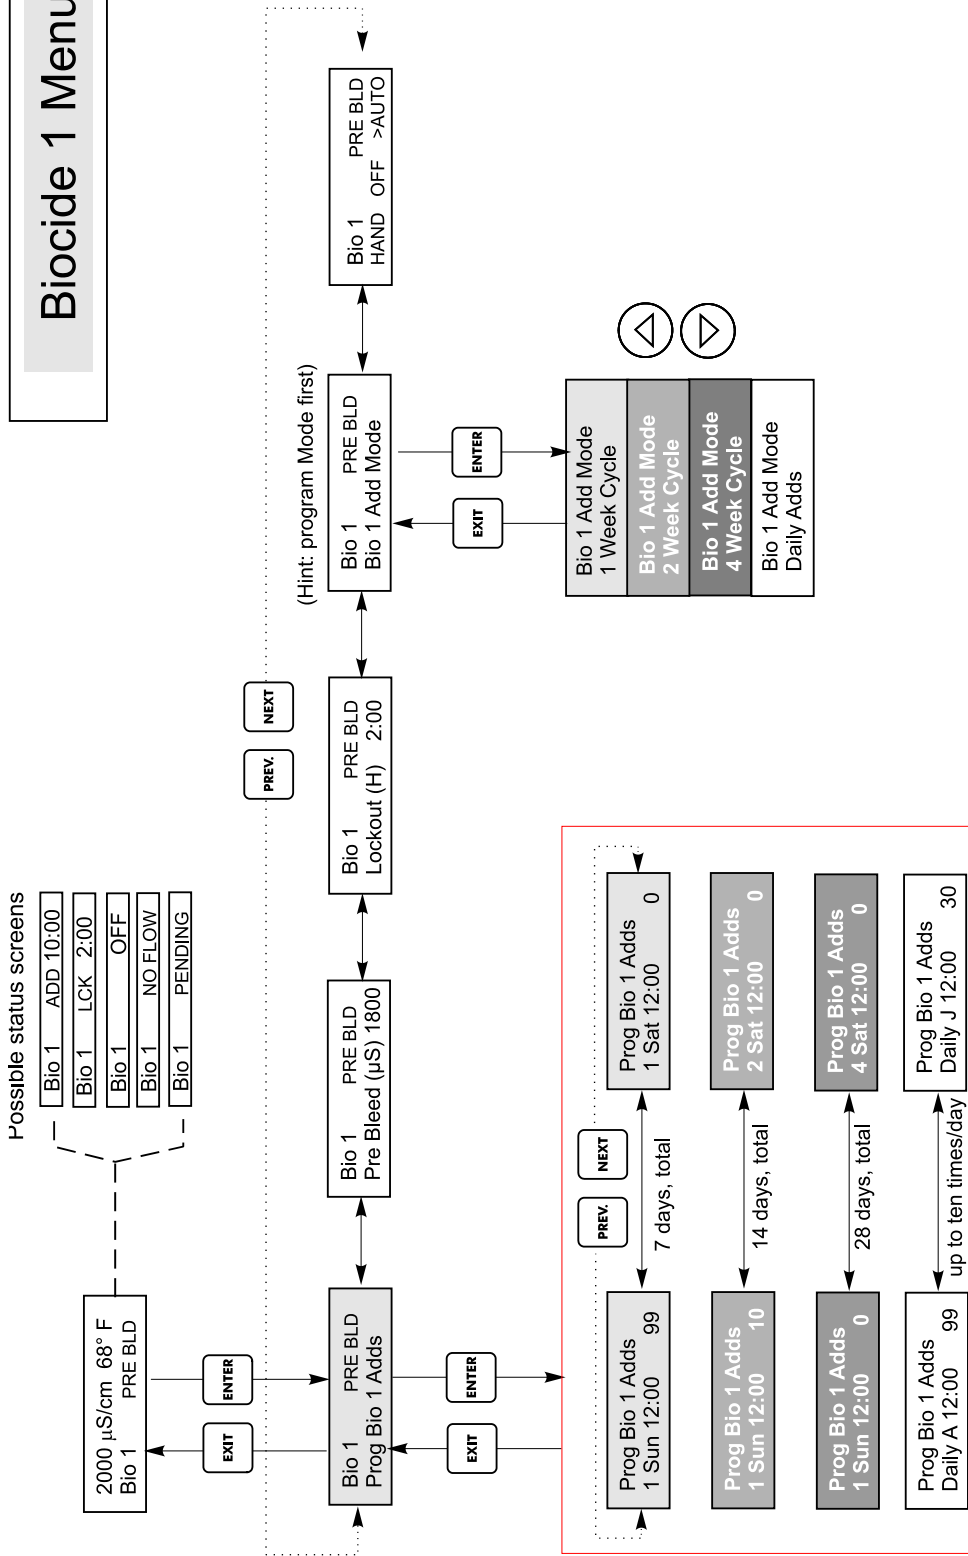 Biocide 1 Menu
Possible status screens
Bio 1 ADD 10:00
Bio 1 LCK 2:00
Bio 1 OFF
Bio 1 NO FLOW
Bio 1 PENDING
2000 µS/cm 68° F
Bio 1 PRE BLD
EXIT
ENTER
PREV.
NEXT
(Hint: program Mode first)
Bio 1 PRE BLD
Prog Bio 1 Adds
Bio 1 PRE BLD
Pre Bleed (µS) 1800
Bio 1 PRE BLD
Lockout (H) 2:00
Bio 1 PRE BLD
Bio 1 Add Mode
Bio 1 PRE BLD
HAND OFF >AUTO
EXIT
ENTER
EXIT
ENTER
Bio 1 Add Mode
1 Week Cycle
Bio 1 Add Mode
2 Week Cycle
Bio 1 Add Mode
4 Week Cycle
Bio 1 Add Mode
Daily Adds
PREV.
NEXT
Prog Bio 1 Adds
1 Sun 12:00 99
7 days, total
Prog Bio 1 Adds
1 Sat 12:00 0
Prog Bio 1 Adds
1 Sun 12:00 10
14 days, total
Prog Bio 1 Adds
2 Sat 12:00 0
Prog Bio 1 Adds
1 Sun 12:00 0
28 days, total
Prog Bio 1 Adds
4 Sat 12:00 0
Prog Bio 1 Adds
Daily A 12:00 99
up to ten times/day
Prog Bio 1 Adds
Daily J 12:00 30